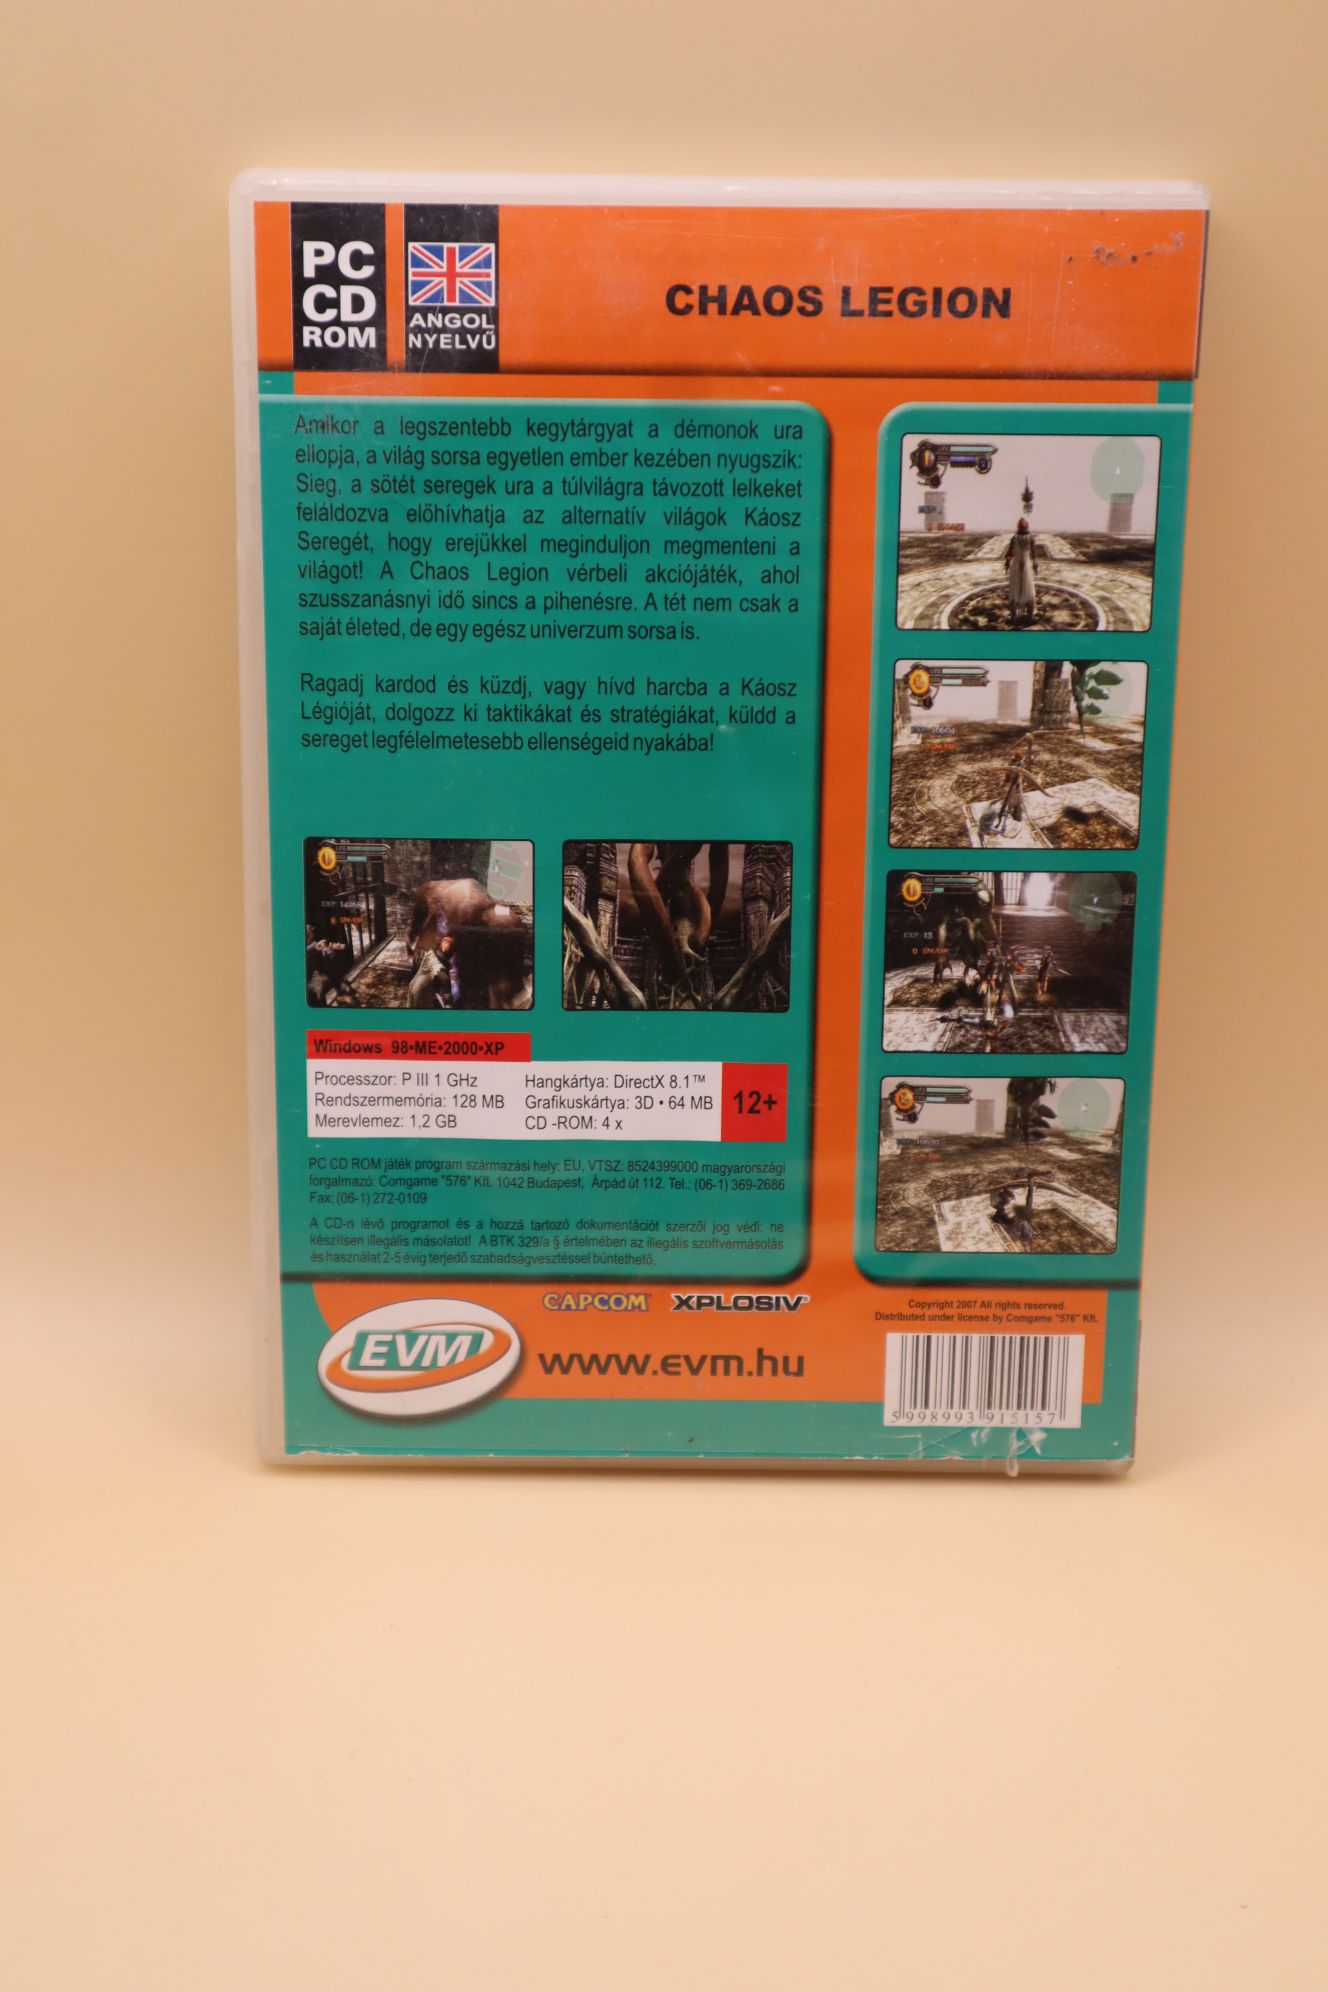 PC
CD
ROM
ANGOL
NYELVŰ
CHAOS LEGION
Amikor a legszentebb kegytárgyat a démonok ura
ellopja, a világ sorsa egyetlen ember kezében nyugszik:
Sieg, a sötét seregek ura a túlvilágra távozott lelkeket
feláldozva előhívhatja az alternatív világok Káosz
Seregét, hogy erejükkel meginduljon megmenteni a
világot! A Chaos Legion vérbeli akciójáték, ahol
szusszanásnyi idő sincs a pihenésre. A tét nem csak a
saját életed, de egy egész univerzum sorsa is.
Ragadj kardod és küzdj, vagy hívd harcba a Káosz
Légióját, dolgozz ki taktikákat és stratégiákat, küldd a
sereget legfélelmetesebb ellenségeid nyakába!
Windows 98•ME•2000•XP
Processzor: P III 1 GHz
Rendszermemória: 128 MB
Merevlemez: 1,2 GB
Hangkártya: DirectX 8.1™
Grafikuskártya: 3D • 64 MB
CD -ROM: 4 x
12+
PC CD ROM játék program származási hely: EU, VTSZ: 8524399000 magyarországi
forgalmazó: Comgame "576" Kft. 1042 Budapest, Árpád út 112. Tel.: (06-1) 369-2686
Fax: (06-1) 272-0109
A CD-n lévő programot és a hozzá tartozó dokumentációt szerzői jog védi: ne
készítsen illegális másolatot! A BTK 329/a § értelmében az illegális szoftvermásolás
és használat 2-5 évig terjedő szabadságvesztéssel büntethető.
CAPCOM XPLOSIV®
EVM
www.evm.hu
Copyright 2007 All rights reserved.
Distributed under license by Comgame "576" Kft.
5 998993 915157